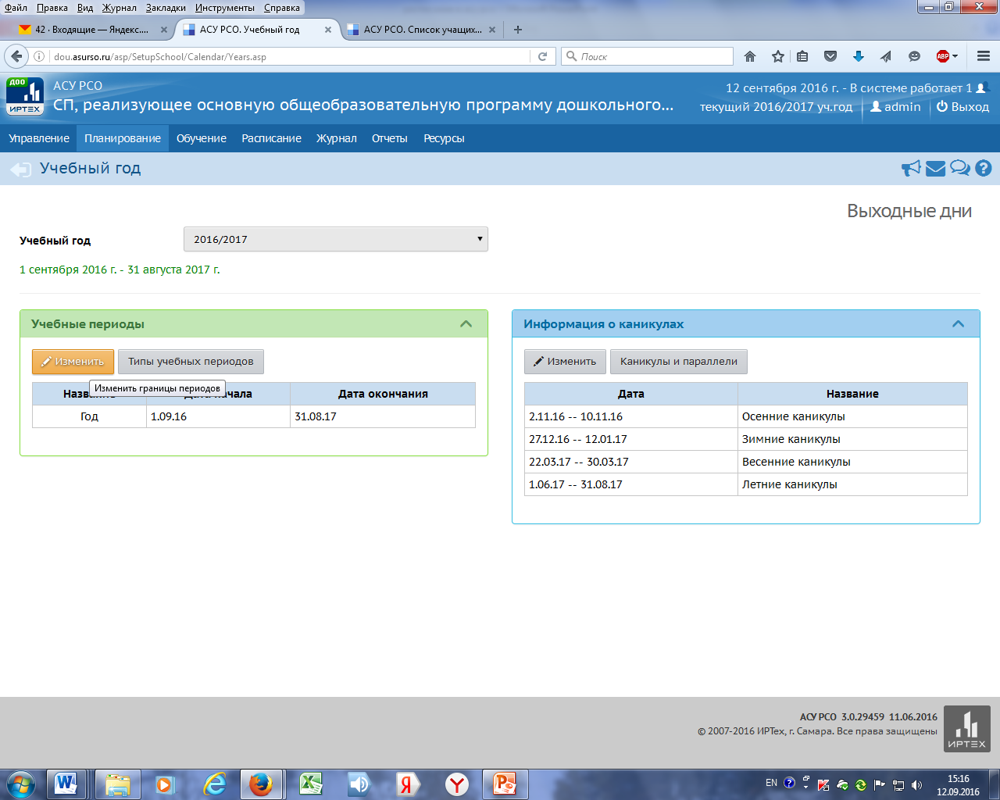 Файл Правка Вид Журнал Закладки Инструменты Справка
42 · Входящие — Яндекс....
АСУ РСО. Учебный год
АСУ РСО. Список учащих...
dou.asurso.ru/asp/SetupSchool/Calendar/Years.asp
Поиск
ABP
ДОО
ИРТЕХ
АСУ РСО
СП, реализующее основную общеобразовательную программу дошкольного...
12 сентября 2016 г. - В системе работает 1
текущий 2016/2017 уч.год
admin
Выход
Управление Планирование Обучение Расписание Журнал Отчеты Ресурсы
Учебный год
Выходные дни
Учебный год
2016/2017
1 сентября 2016 г. - 31 августа 2017 г.
Учебные периоды
Изменить
Типы учебных периодов
Изменить границы периодов
Дата окончания
Год 1.09.16 31.08.17
Информация о каникулах
Изменить
Каникулы и параллели
Дата Название
2.11.16 -- 10.11.16 Осенние каникулы
27.12.16 -- 12.01.17 Зимние каникулы
22.03.17 -- 30.03.17 Весенние каникулы
1.06.17 -- 31.08.17 Летние каникулы
АСУ РСО 3.0.29459 11.06.2016
© 2007-2016 ИРТех, г. Самара. Все права защищены
ИРТЕХ
EN
15:16
12.09.2016